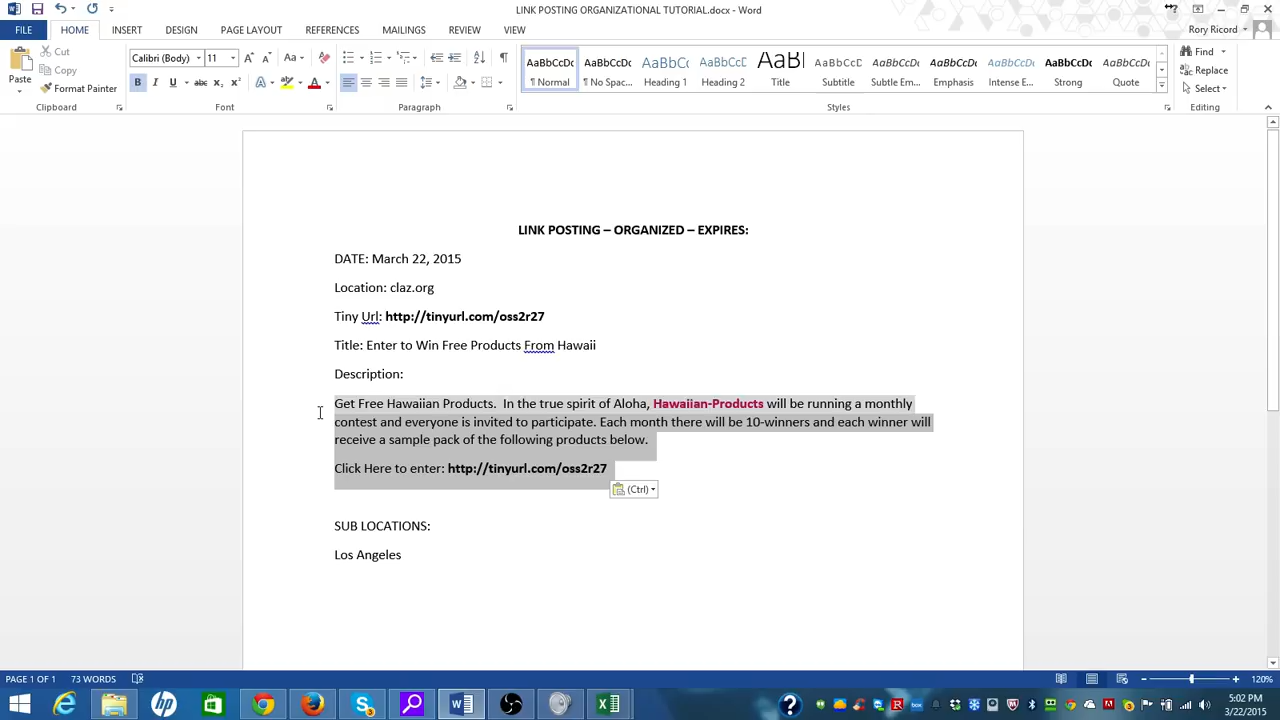 LINK POSTING ORGANIZATIONAL TUTORIAL.docx - Word
FILE HOME INSERT DESIGN PAGE LAYOUT REFERENCES MAILINGS REVIEW VIEW Rory Ricord
Paste
Cut
Copy
Format Painter
Calibri (Body) 11
Normal
No Spac...
Heading 1
Heading 2
Title
Subtitle
Subtle Em...
Emphasis
Intense E...
Strong
Quote
Find
Replace
Select
Clipboard Font Paragraph Styles Editing
LINK POSTING – ORGANIZED – EXPIRES:
DATE: March 22, 2015
Location: claz.org
Tiny Url: http://tinyurl.com/oss2r27
Title: Enter to Win Free Products From Hawaii
Description:
Get Free Hawaiian Products.  In the true spirit of Aloha, Hawaiian-Products will be running a monthly
contest and everyone is invited to participate. Each month there will be 10-winners and each winner will
receive a sample pack of the following products below.
Click Here to enter: http://tinyurl.com/oss2r27
(Ctrl)
SUB LOCATIONS:
Los Angeles
PAGE 1 OF 1 73 WORDS 120%
5:02 PM
3/22/2015